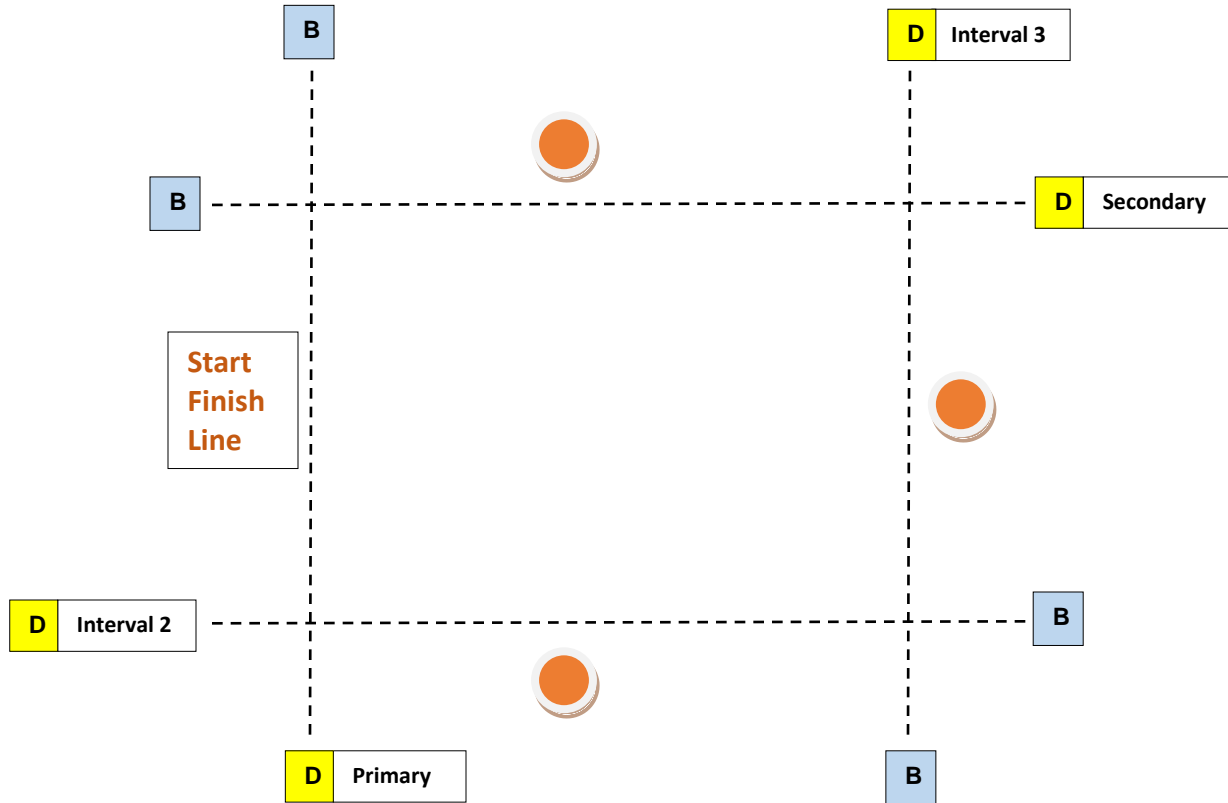 B
D Interval 3
B
D Secondary
Start
Finish
Line
D Interval 2
B
D Primary
B